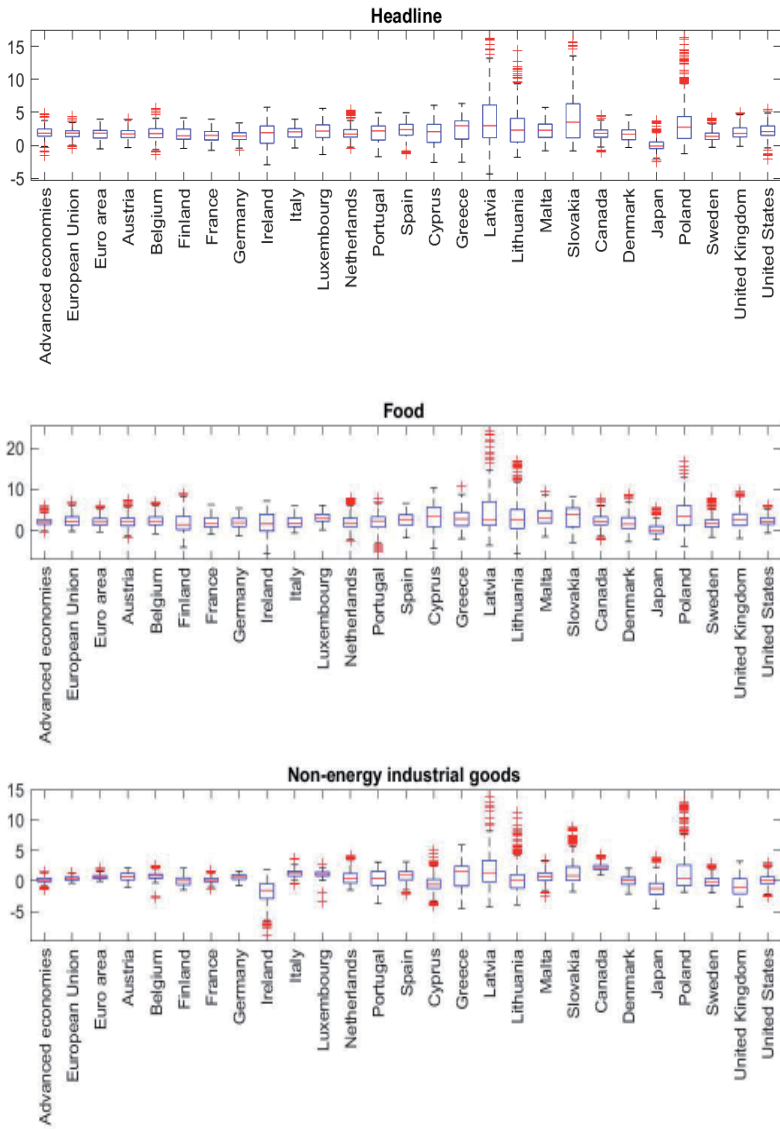 Headline
15
10
5
0
-5
Advanced economies
European Union
Euro area
Austria
Belgium
Finland
France
Germany
Ireland
Italy
Luxembourg
Netherlands
Portugal
Spain
Cyprus
Greece
Latvia
Lithuania
Malta
Slovakia
Canada
Denmark
Japan
Poland
Sweden
United Kingdom
United States
Food
20
10
0
Advanced economies
European Union
Euro area
Austria
Belgium
Finland
France
Germany
Ireland
Italy
Luxembourg
Netherlands
Portugal
Spain
Cyprus
Greece
Latvia
Lithuania
Malta
Slovakia
Canada
Denmark
Japan
Poland
Sweden
United Kingdom
United States
Non-energy industrial goods
15
10
5
0
-5
Advanced economies
European Union
Euro area
Austria
Belgium
Finland
France
Germany
Ireland
Italy
Luxembourg
Netherlands
Portugal
Spain
Cyprus
Greece
Latvia
Lithuania
Malta
Slovakia
Canada
Denmark
Japan
Poland
Sweden
United Kingdom
United States